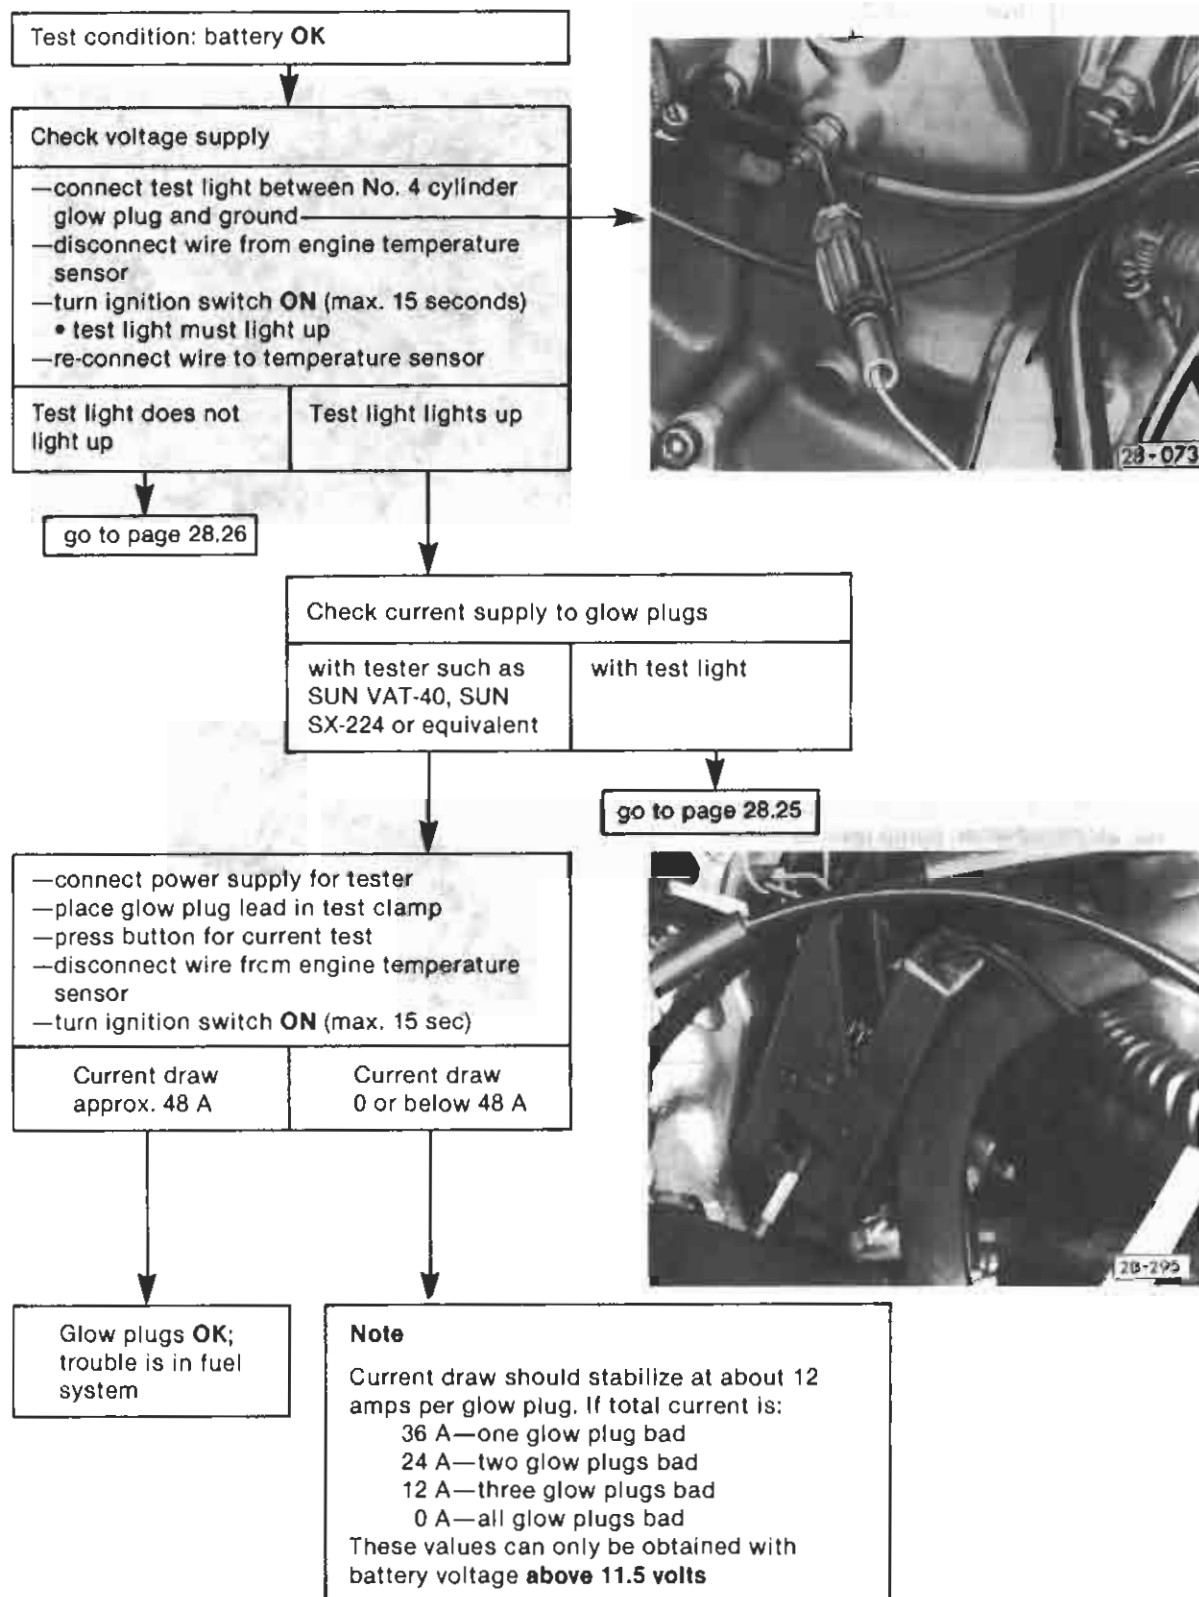 Test condition: battery OK
Check voltage supply
—connect test light between No. 4 cylinder
glow plug and ground
—disconnect wire from engine temperature
sensor
—turn ignition switch ON (max. 15 seconds)
• test light must light up
—re-connect wire to temperature sensor
Test light does not
light up
Test light lights up
28-073
go to page 28.26
Check current supply to glow plugs
with tester such as
SUN VAT-40, SUN
SX-224 or equivalent
with test light
go to page 28.25
—connect power supply for tester
—place glow plug lead in test clamp
—press button for current test
—disconnect wire from engine temperature
sensor
—turn ignition switch ON (max. 15 sec)
Current draw
approx. 48 A
Current draw
0 or below 48 A
28-295
Glow plugs OK;
trouble is in fuel
system
Note
Current draw should stabilize at about 12
amps per glow plug. If total current is:
36 A—one glow plug bad
24 A—two glow plugs bad
12 A—three glow plugs bad
0 A—all glow plugs bad
These values can only be obtained with
battery voltage above 11.5 volts